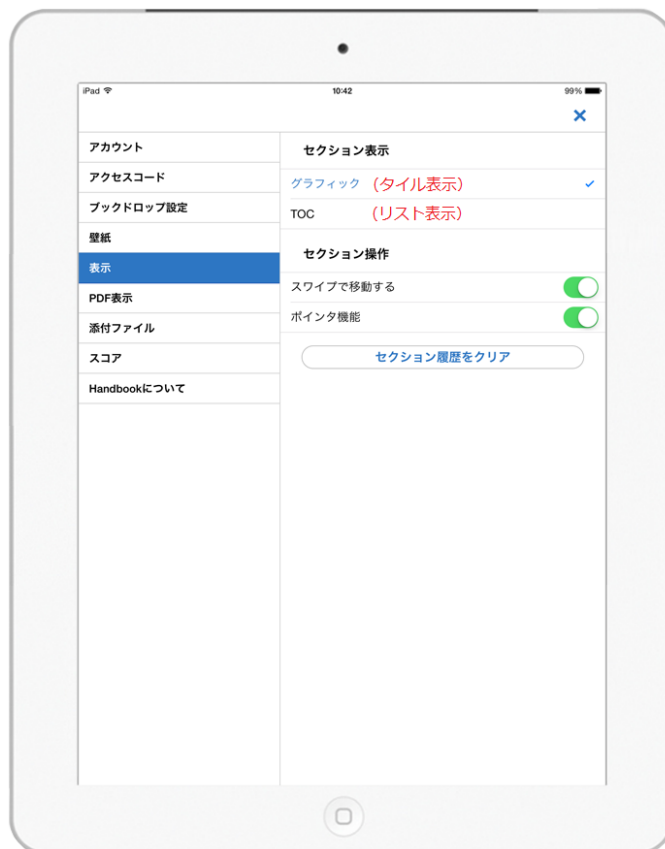 iPad 10:42 99%
×
アカウント
アクセスコード
ブックドロップ設定
壁紙
表示
PDF表示
添付ファイル
スコア
Handbookについて
セクション表示
グラフィック (タイル表示)
TOC (リスト表示)
セクション操作
スワイプで移動する
ポインタ機能
セクション履歴をクリア